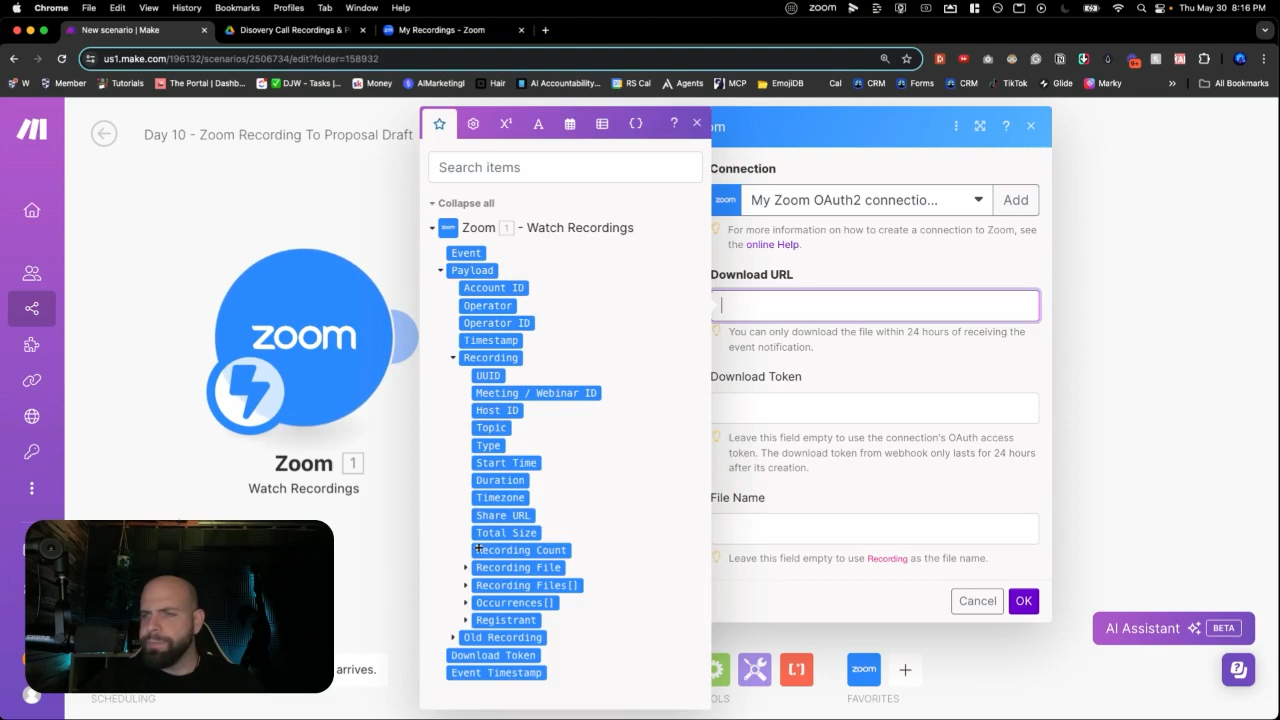 Chrome File Edit View History Bookmarks Profiles Tab Window Help
zoom
Thu May 30 8:16 PM
New scenario | Make
Discovery Call Recordings & P
My Recordings - Zoom
us1.make.com/196132/scenarios/2506734/edit?folder=158932
W
Member
Tutorials
The Portal | Dashb...
DJW - Tasks |...
Money
AIMarketingI
Hair
AI Accountability...
RS Cal
Agents
MCP
EmojiDB
Cal
CRM
Forms
CRM
TikTok
Glide
Marky
All Bookmarks
Day 10 - Zoom Recording To Proposal Draft
zoom
Zoom 1
Watch Recordings
arrives.
SCHEDULING
Search items
Collapse all
Zoom 1 - Watch Recordings
Event
Payload
Account ID
Operator
Operator ID
Timestamp
Recording
UUID
Meeting / Webinar ID
Host ID
Topic
Type
Start Time
Duration
Timezone
Share URL
Total Size
Recording Count
Recording File
Recording Files[]
Occurrences[]
Registrant
Old Recording
Download Token
Event Timestamp
om
Connection
zoom My Zoom OAuth2 connectio... Add
For more information on how to create a connection to Zoom, see
the online Help.
Download URL
You can only download the file within 24 hours of receiving the
event notification.
Download Token
Leave this field empty to use the connection's OAuth access
token. The download token from webhook only lasts for 24 hours
after its creation.
File Name
Leave this field empty to use Recording as the file name.
Cancel OK
AI Assistant BETA
zoom
OLS
FAVORITES